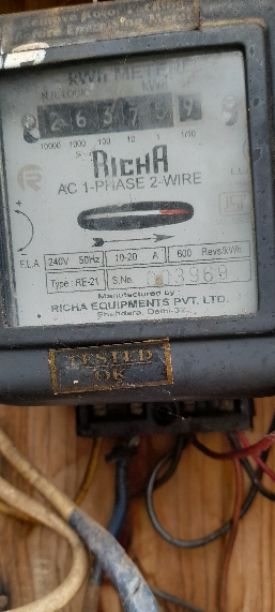 kWh METER
kWh
2 6 3 7 5 9
10000 1000 100 10 1 1/10
RICHA
AC 1-PHASE 2-WIRE
F.L.A.
240V 50Hz 10-20 A 600 Revs/kWh
Type : RE-21 S.No. 003969
Manufactured by :
RICHA EQUIPMENTS PVT. LTD.
Shahdara, Delhi-32
TESTED
OK